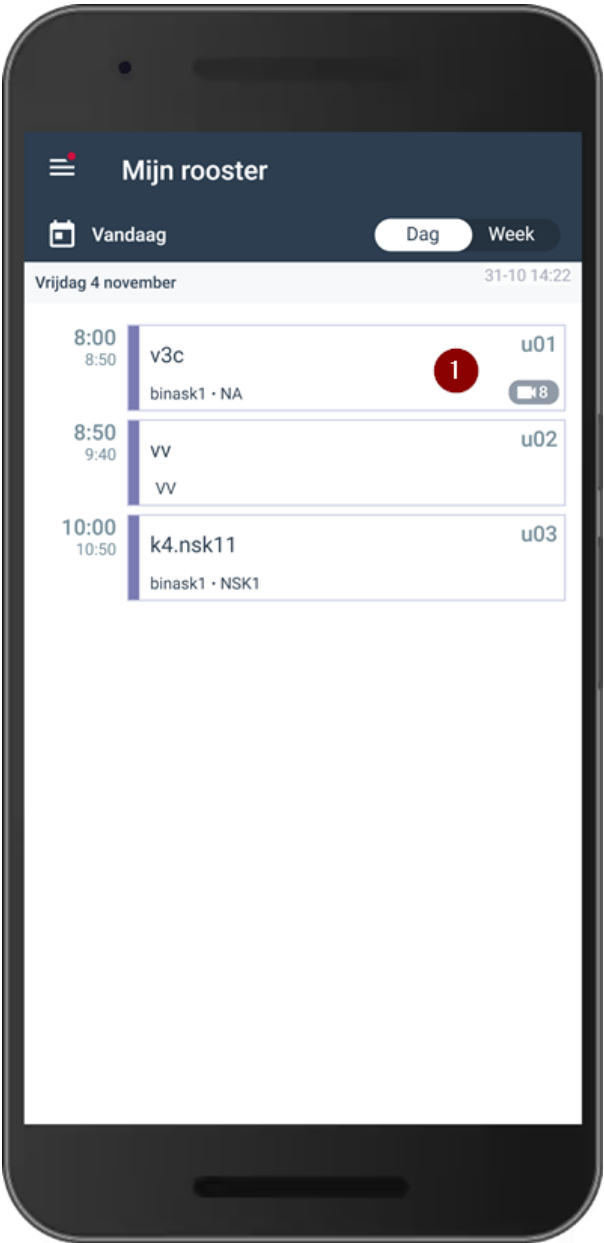 Mijn rooster
Vandaag Dag Week
Vrijdag 4 november 31-10 14:22
8:00 u01
8:50 v3c 1
binask1 · NA 8
8:50 u02
9:40 vv
vv
10:00 u03
10:50 k4.nsk11
binask1 · NSK1